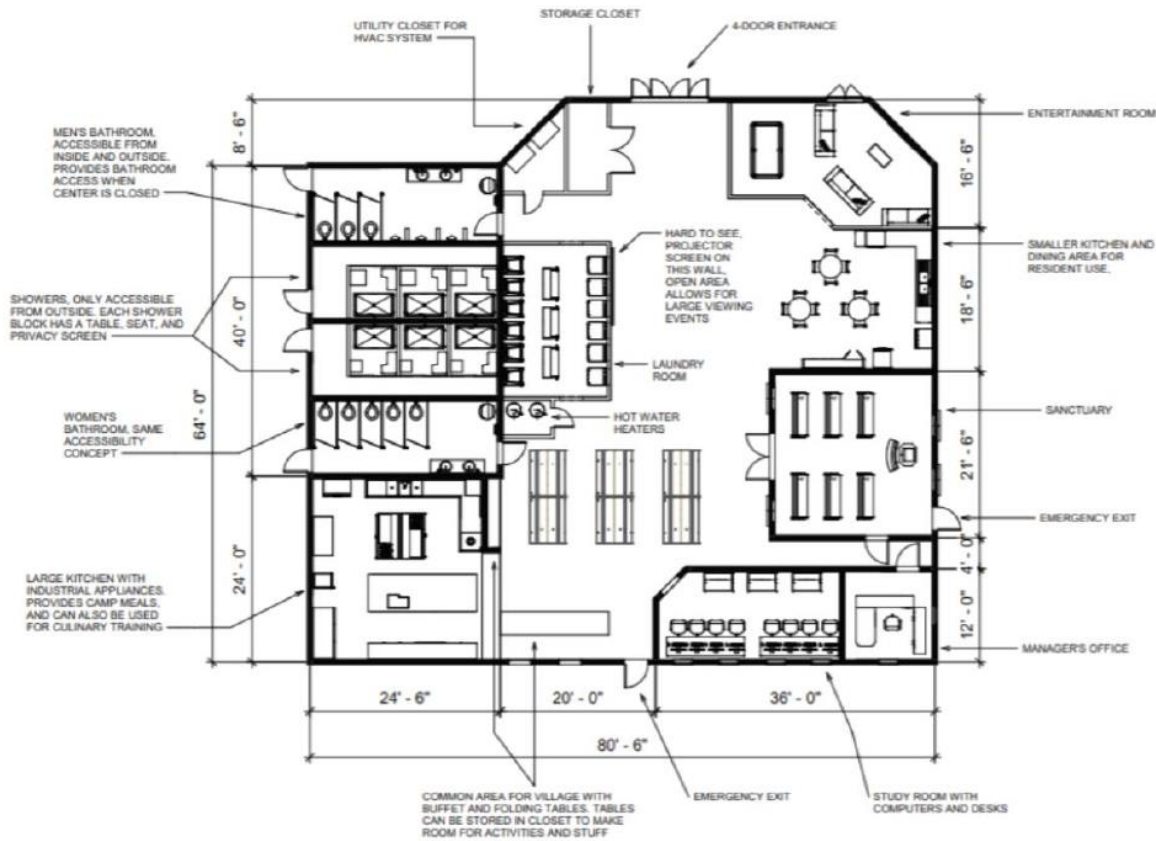 STORAGE CLOSET
UTILITY CLOSET FOR
HVAC SYSTEM
4-DOOR ENTRANCE
ENTERTAINMENT ROOM
MEN'S BATHROOM,
ACCESSIBLE FROM
INSIDE AND OUTSIDE.
PROVIDES BATHROOM
ACCESS WHEN
CENTER IS CLOSED
8' - 6"
16' - 6"
HARD TO SEE,
PROJECTOR
SCREEN ON
THIS WALL,
OPEN AREA
ALLOWS FOR
LARGE VIEWING
EVENTS
SMALLER KITCHEN AND
DINING AREA FOR
RESIDENT USE,
SHOWERS, ONLY ACCESSIBLE
FROM OUTSIDE. EACH SHOWER
BLOCK HAS A TABLE, SEAT, AND
PRIVACY SCREEN
40' - 0"
18' - 6"
LAUNDRY
ROOM
WOMEN'S
BATHROOM, SAME
ACCESSIBILITY
CONCEPT
64' - 0"
HOT WATER
HEATERS
SANCTUARY
21' - 6"
EMERGENCY EXIT
4' - 0"
LARGE KITCHEN WITH
INDUSTRIAL APPLIANCES.
PROVIDES CAMP MEALS,
AND CAN ALSO BE USED
FOR CULINARY TRAINING
24' - 0"
12' - 0"
MANAGER'S OFFICE
24' - 6"
20' - 0"
36' - 0"
80' - 6"
COMMON AREA FOR VILLAGE WITH
BUFFET AND FOLDING TABLES. TABLES
CAN BE STORED IN CLOSET TO MAKE
ROOM FOR ACTIVITIES AND STUFF
EMERGENCY EXIT
STUDY ROOM WITH
COMPUTERS AND DESKS